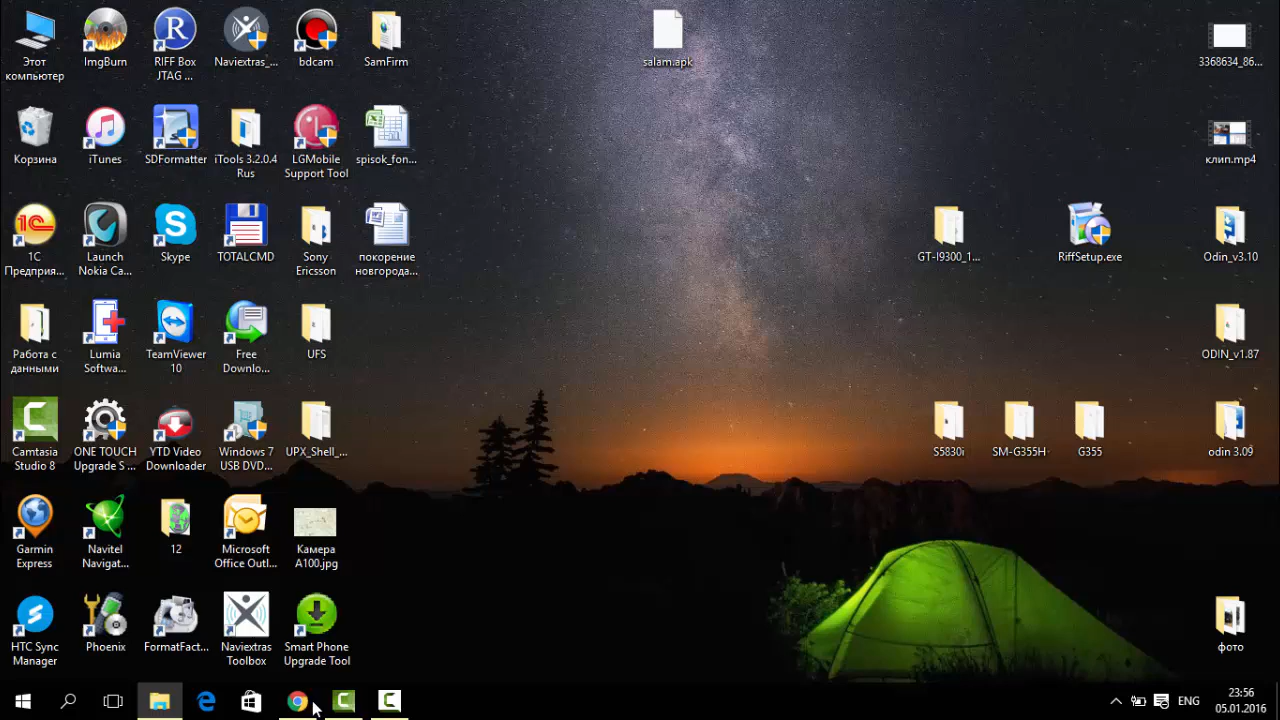 Этот
компьютер
ImgBurn
RIFF Box
JTAG ...
Naviextras_...
bdcam
SamFirm
salam.apk
3368634_86...
Корзина
iTunes
SDFormatter
iTools 3.2.0.4
Rus
LGMobile
Support Tool
spisok_fon...
клип.mp4
1С
Предприя...
Launch
Nokia Ca...
Skype
TOTALCMD
Sony
Ericsson
покорение
новгорода...
GT-I9300_1...
RiffSetup.exe
Odin_v3.10
Работа с
данными
Lumia
Softwa...
TeamViewer
10
Free
Downlo...
UFS
ODIN_v1.87
Camtasia
Studio 8
ONE TOUCH
Upgrade S ...
YTD Video
Downloader
Windows 7
USB DVD...
UPX_Shell_...
S5830i
SM-G355H
G355
odin 3.09
Garmin
Express
Navitel
Navigat...
12
Microsoft
Office Outl...
Камера
A100.jpg
HTC Sync
Manager
Phoenix
FormatFact...
Naviextras
Toolbox
Smart Phone
Upgrade Tool
фото
ENG
23:56
05.01.2016